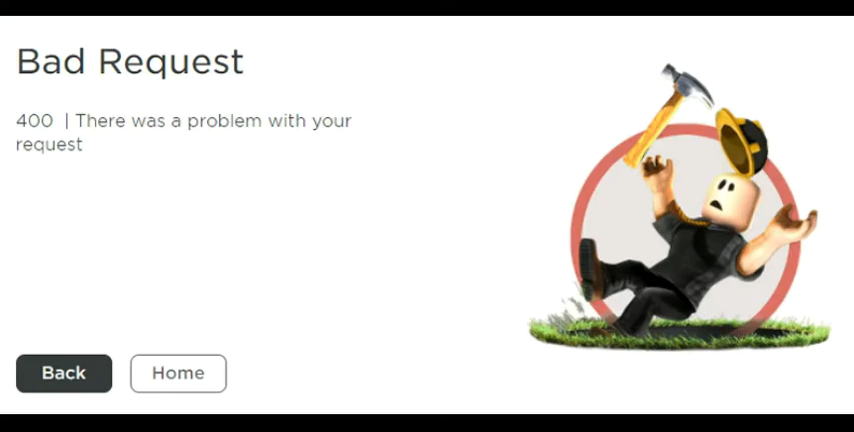 Bad Request
400 | There was a problem with your
request
Back
Home